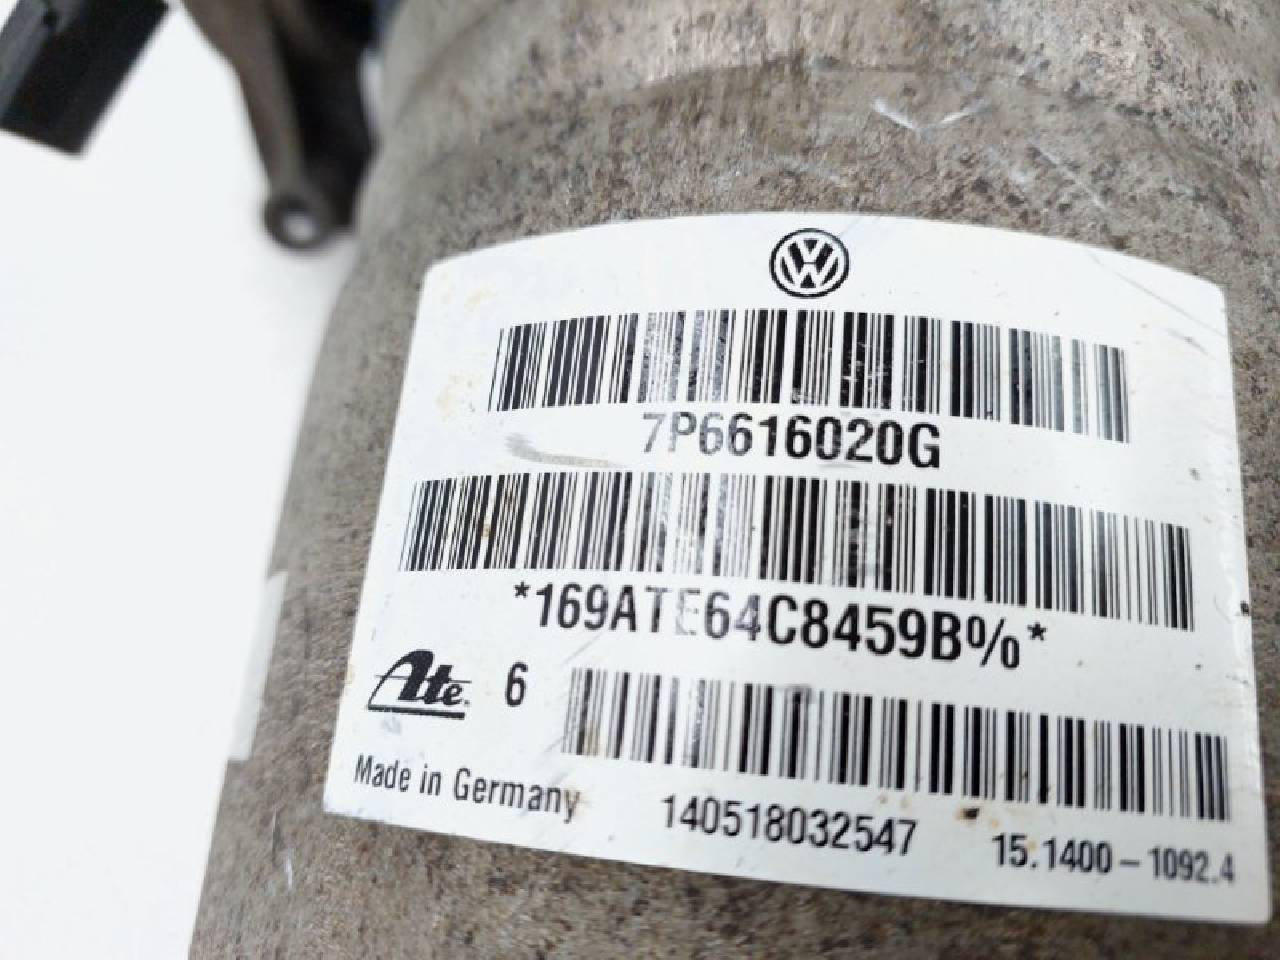 7P6616020G
*169ATE64C8459B%*
Ate 6
Made in Germany 140518032547 15.1400-1092.4